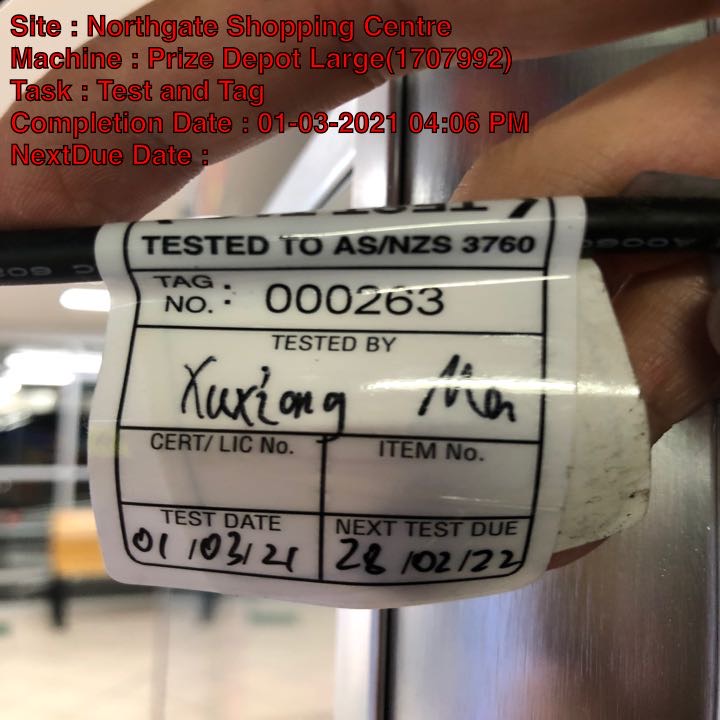 Site : Northgate Shopping Centre
Machine : Prize Depot Large(1707992)
Task : Test and Tag
Completion Date : 01-03-2021 04:06 PM
NextDue Date :
TESTED TO AS/NZS 3760
TAG NO. : 000263
TESTED BY
Xuxiong Ma
CERT/ LIC No. ITEM No.
TEST DATE NEXT TEST DUE
01/03/21 28/02/22